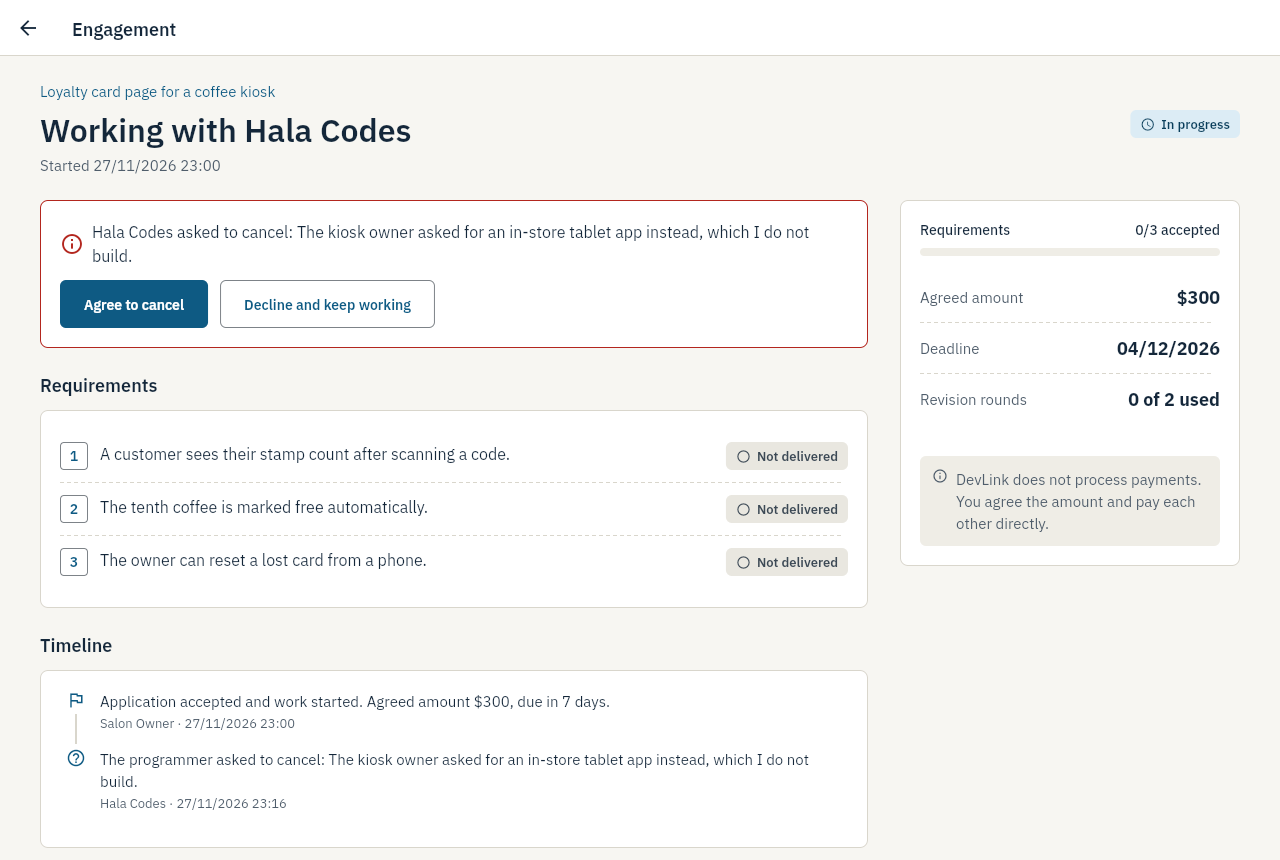 Engagement
Loyalty card page for a coffee kiosk
Working with Hala Codes
In progress
Started 27/11/2026 23:00
Hala Codes asked to cancel: The kiosk owner asked for an in-store tablet app instead, which I do not
build.
Agree to cancel
Decline and keep working
Requirements
1
A customer sees their stamp count after scanning a code.
Not delivered
2
The tenth coffee is marked free automatically.
Not delivered
3
The owner can reset a lost card from a phone.
Not delivered
Timeline
Application accepted and work started. Agreed amount $300, due in 7 days.
Salon Owner · 27/11/2026 23:00
The programmer asked to cancel: The kiosk owner asked for an in-store tablet app instead, which I do not
build.
Hala Codes · 27/11/2026 23:16
Requirements
0/3 accepted
Agreed amount
$300
Deadline
04/12/2026
Revision rounds
0 of 2 used
DevLink does not process payments.
You agree the amount and pay each
other directly.